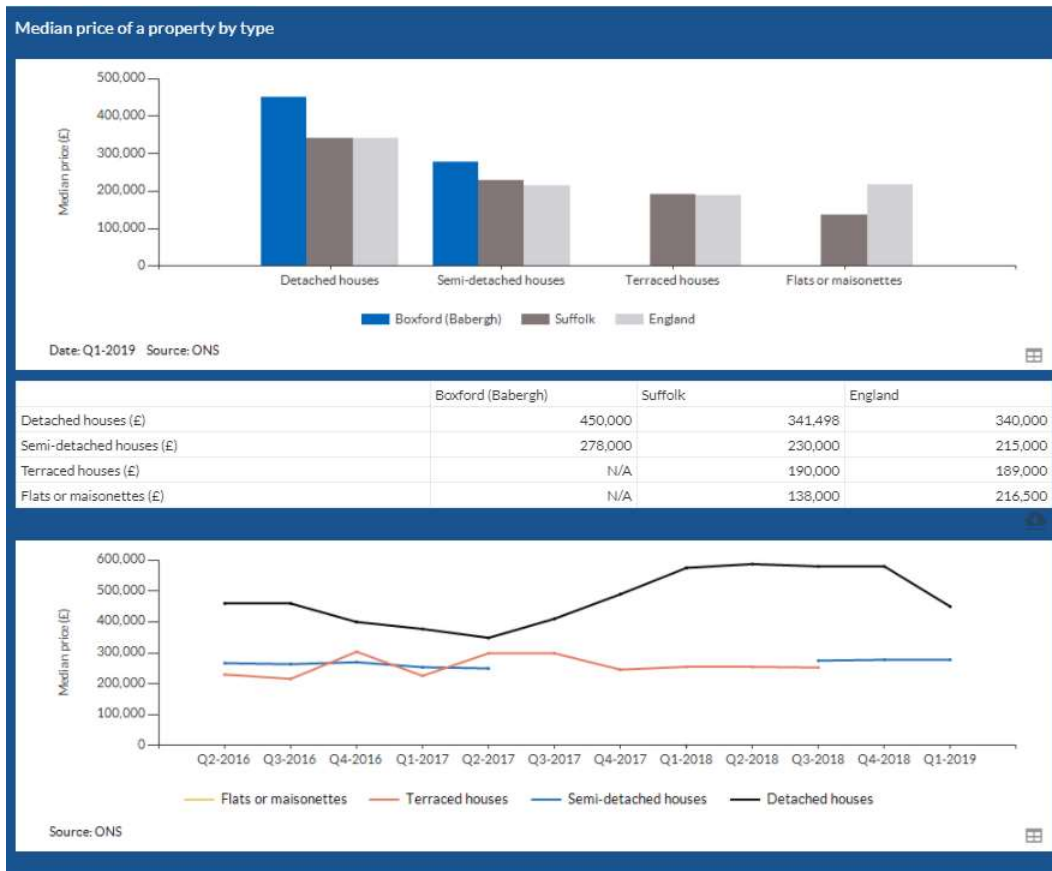 Median price of a property by type
500,000
400,000
300,000
200,000
100,000
0
Median price (£)
Detached houses Semi-detached houses Terraced houses Flats or maisonettes
Boxford (Babergh) Suffolk England
Date: Q1-2019 Source: ONS
Boxford (Babergh) Suffolk England
Detached houses (£) 450,000 341,498 340,000
Semi-detached houses (£) 278,000 230,000 215,000
Terraced houses (£) N/A 190,000 189,000
Flats or maisonettes (£) N/A 138,000 216,500
600,000
500,000
400,000
300,000
200,000
100,000
0
Median price (£)
Q2-2016 Q3-2016 Q4-2016 Q1-2017 Q2-2017 Q3-2017 Q4-2017 Q1-2018 Q2-2018 Q3-2018 Q4-2018 Q1-2019
Flats or maisonettes Terraced houses Semi-detached houses Detached houses
Source: ONS